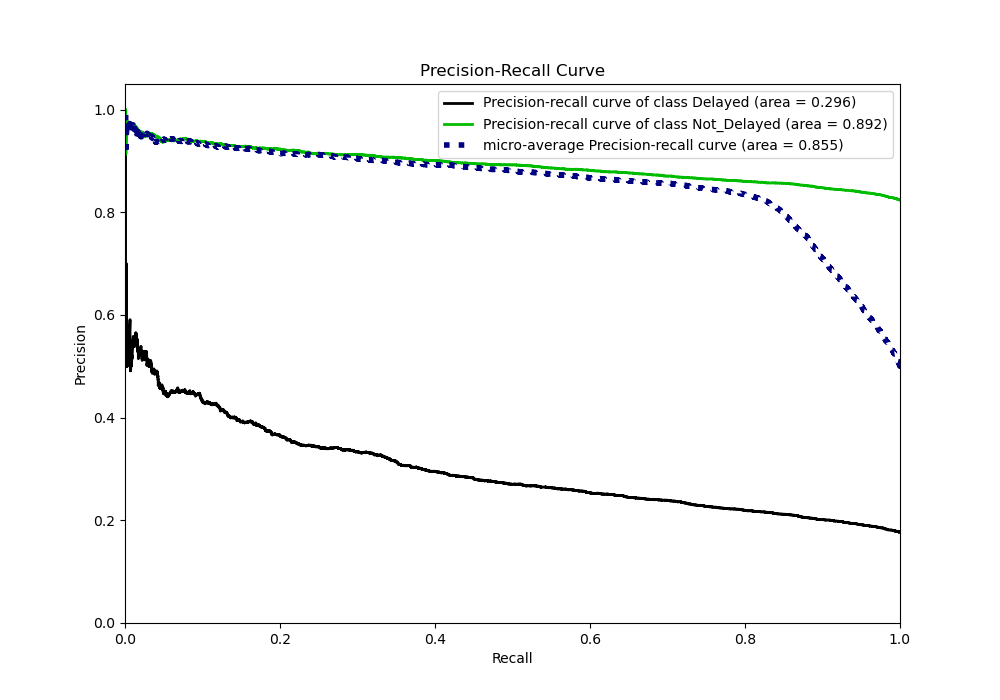 Precision-Recall Curve
Precision-recall curve of class Delayed (area = 0.296)
Precision-recall curve of class Not_Delayed (area = 0.892)
micro-average Precision-recall curve (area = 0.855)
Precision
1.0
0.8
0.6
0.4
0.2
0.0
0.0 0.2 0.4 0.6 0.8 1.0
Recall